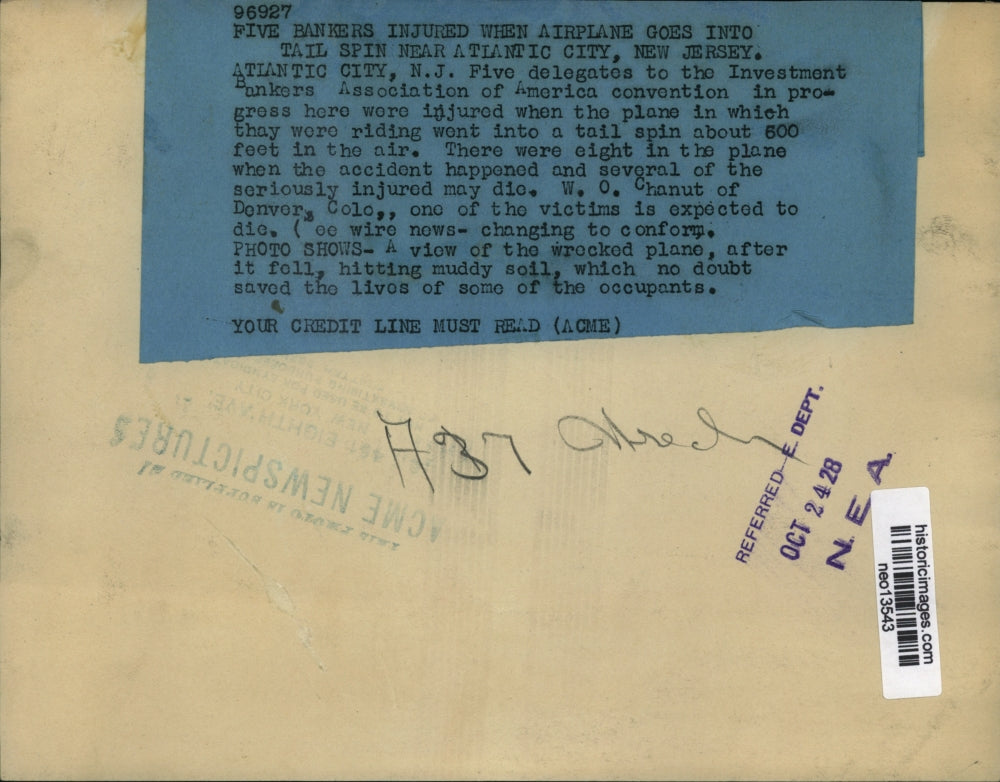 96927
FIVE BANKERS INJURED WHEN AIRPLANE GOES INTO
TAIL SPIN NEAR ATLANTIC CITY, NEW JERSEY.
ATLANTIC CITY, N.J. Five delegates to the Investment
Bankers Association of America convention in pro-
gress here were injured when the plane in which
thay were riding went into a tail spin about 600
feet in the air. There were eight in the plane
when the accident happened and several of the
seriously injured may die. W. O. Chanut of
Denver, Colo,, one of the victims is expected to
die. ( ee wire news- changing to conform.
PHOTO SHOWS- A view of the wrecked plane, after
it fell, hitting muddy soil, which no doubt
saved the lives of some of the occupants.
YOUR CREDIT LINE MUST READ (ACME)
A37
REFERRED E. DEPT.
OCT 24 28
N. E. A.
ACME NEWSPICTURES
historicimages.com
neo13543